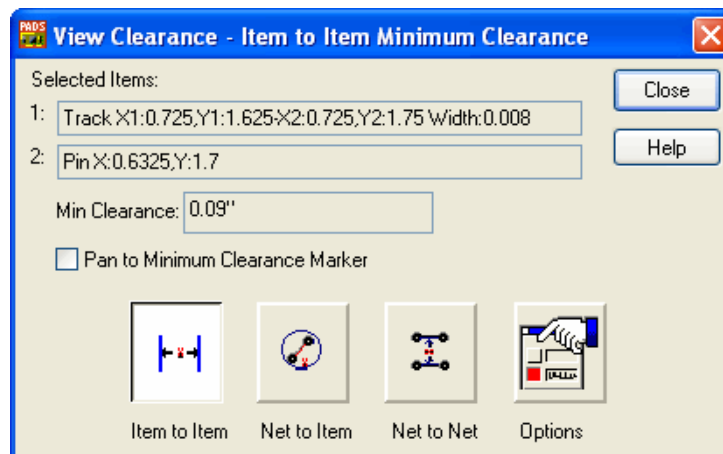 PADS
View Clearance - Item to Item Minimum Clearance
Selected Items:
Close
1: Track X1:0.725,Y1:1.625-X2:0.725,Y2:1.75 Width:0.008
2: Pin X:0.6325,Y:1.7
Help
Min Clearance: 0.09"
Pan to Minimum Clearance Marker
Item to Item Net to Item Net to Net Options